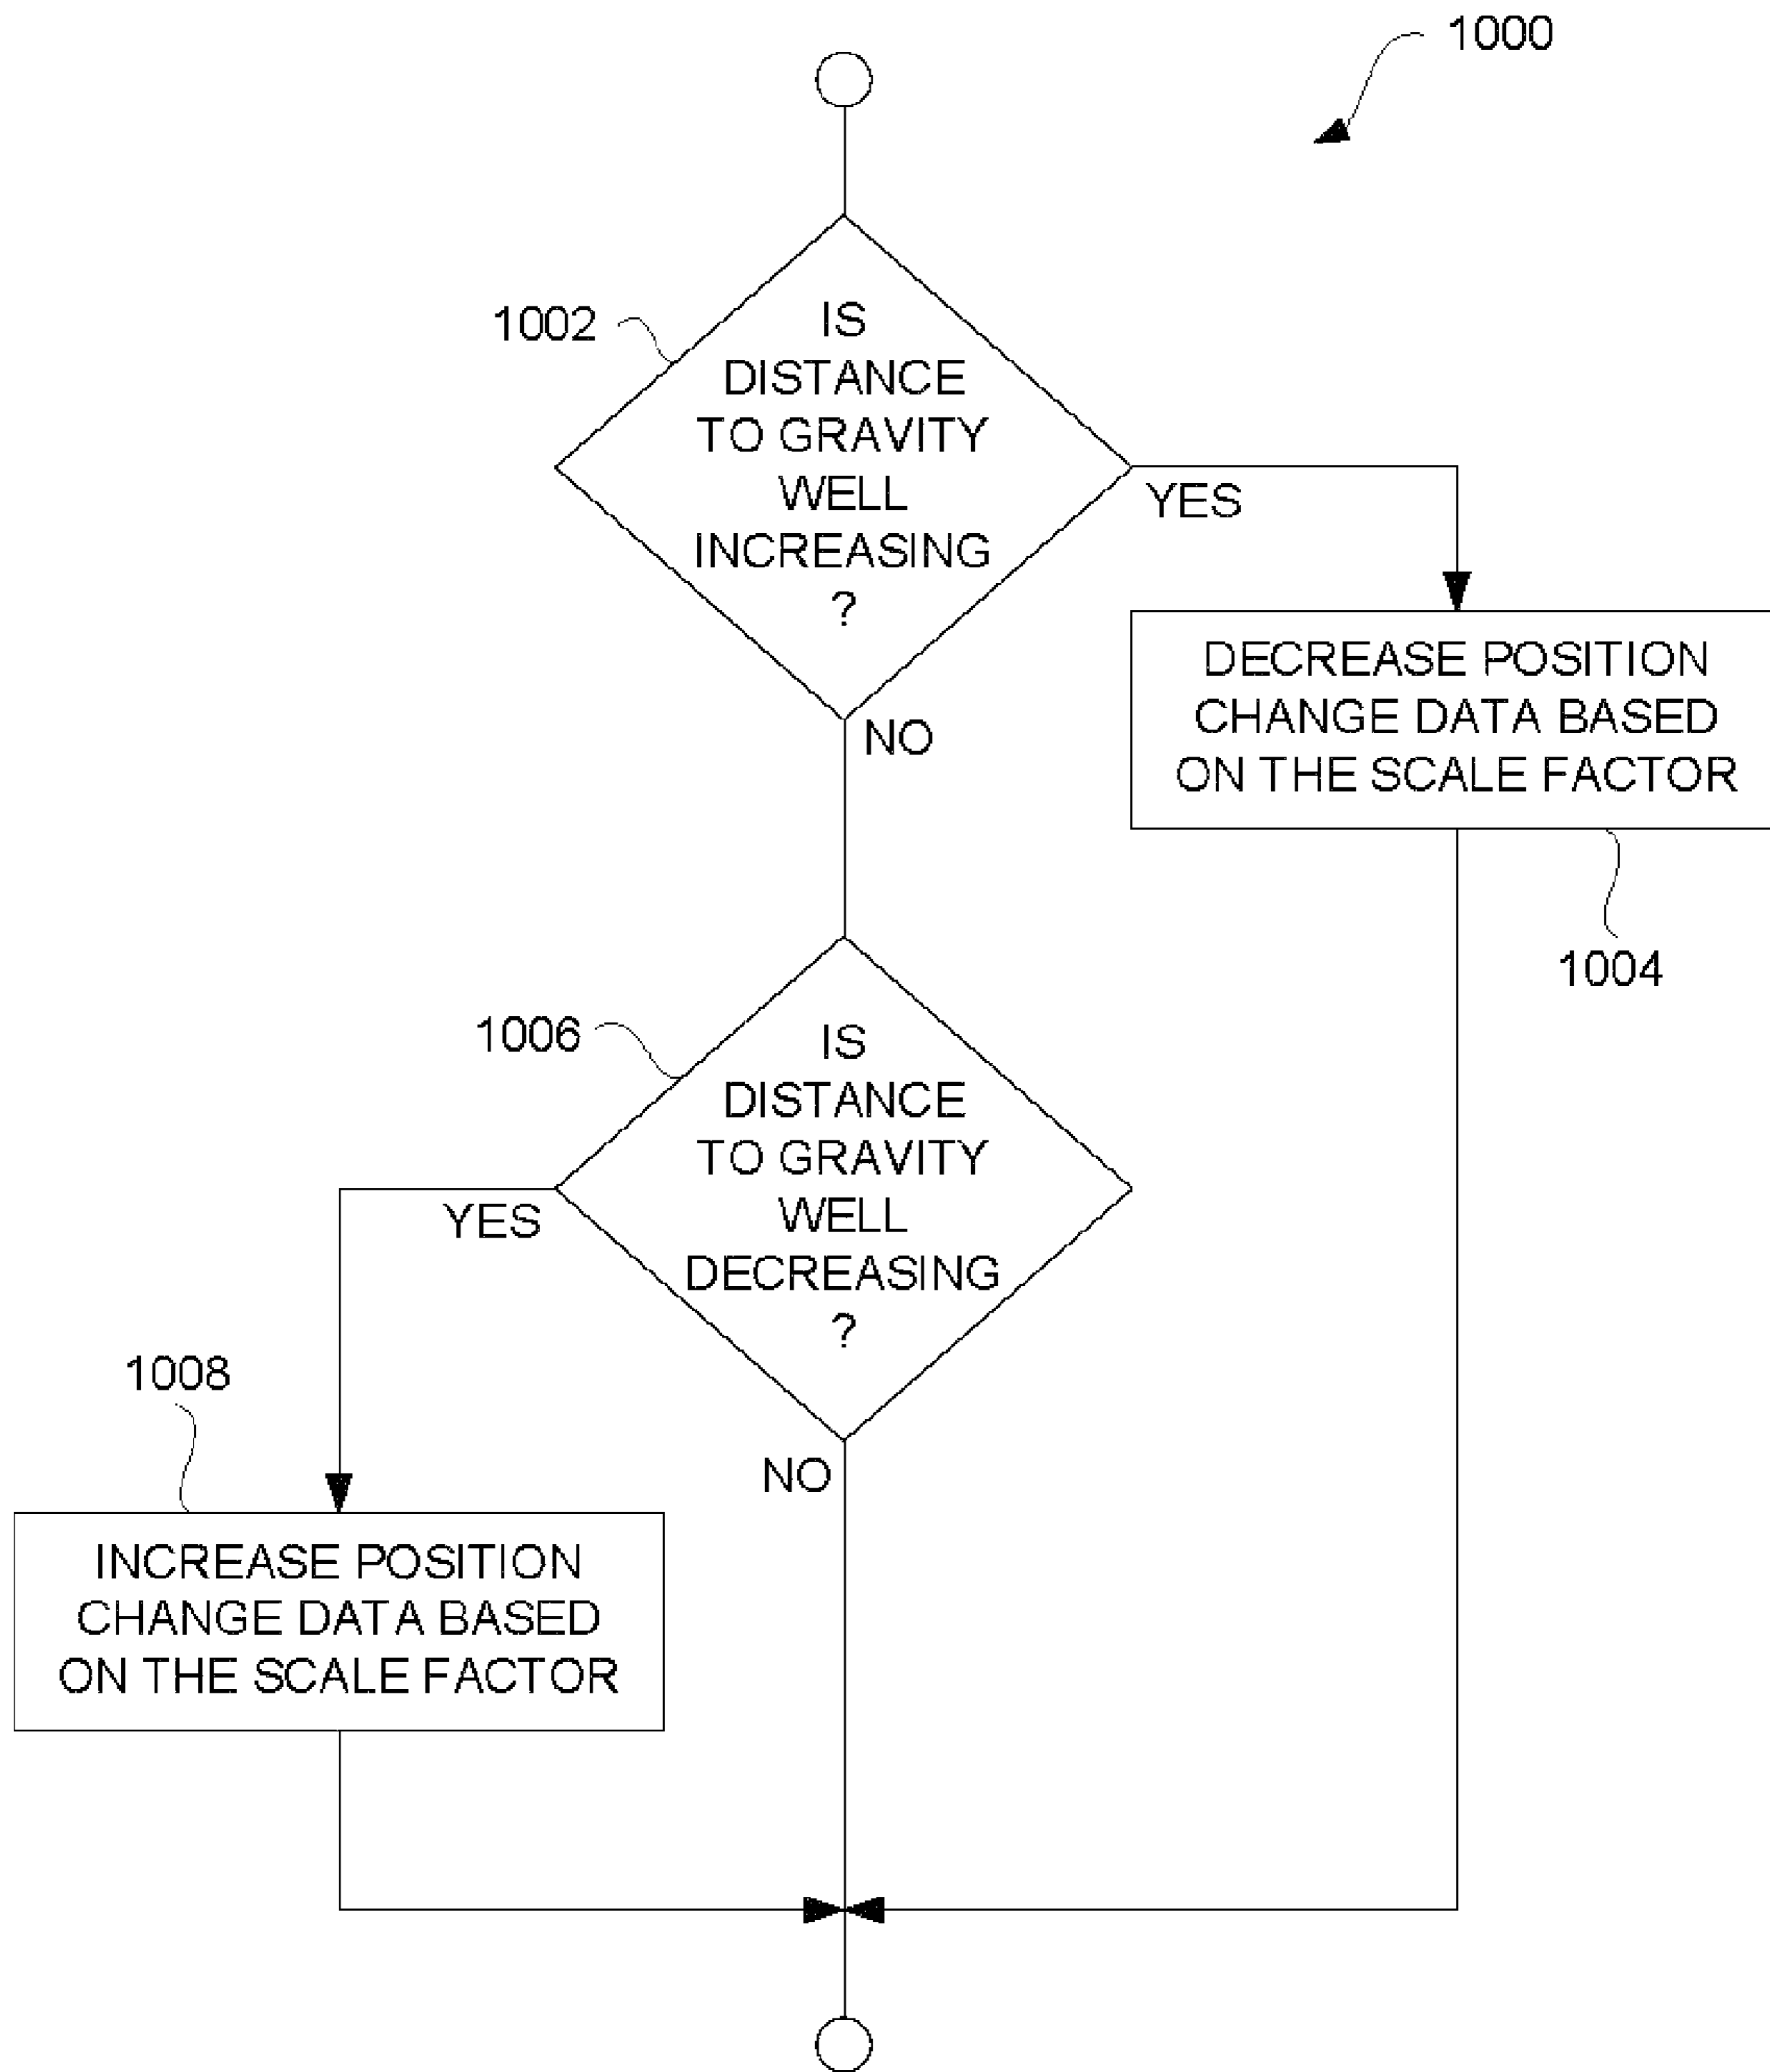 1000
1002
IS
DISTANCE
TO GRAVITY
WELL
INCREASING
?
YES
NO
DECREASE POSITION
CHANGE DATA BASED
ON THE SCALE FACTOR
1004
1006
IS
DISTANCE
TO GRAVITY
WELL
DECREASING
?
YES
NO
1008
INCREASE POSITION
CHANGE DATA BASED
ON THE SCALE FACTOR